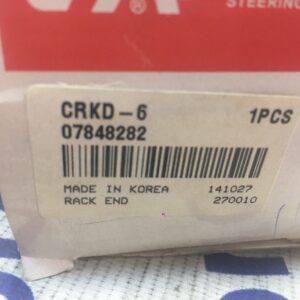 STEERING
CRKD-6 1PCS
07848282
MADE IN KOREA 141027
RACK END 270010